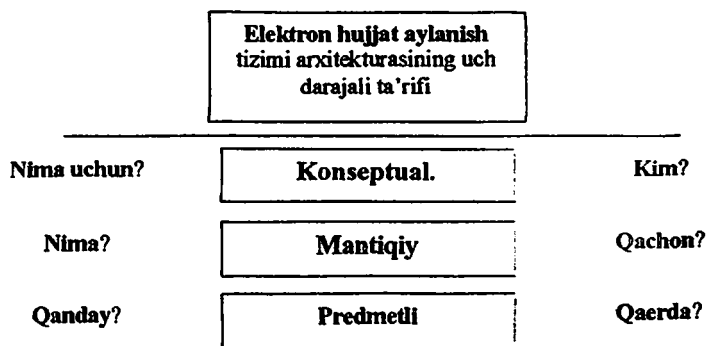 Elektron hujjat aylanish
tizimi arxitekturasining uch
darajali ta'rifi
Nima uchun? Konseptual. Kim?
Nima? Mantiqiy Qachon?
Qanday? Predmetli Qaerda?